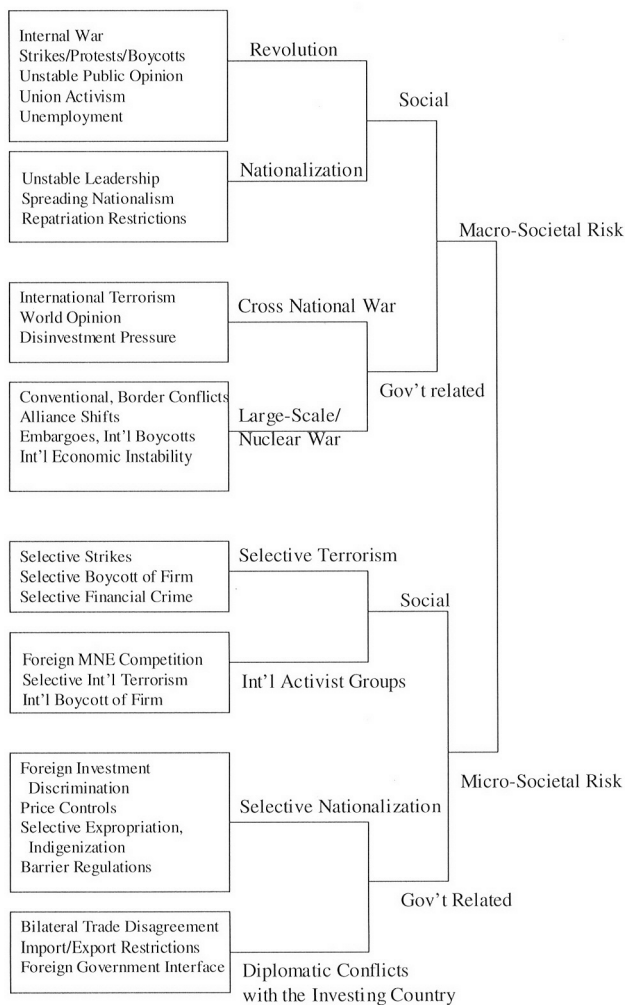 Internal War
Strikes/Protests/Boycotts
Unstable Public Opinion
Union Activism
Unemployment
Revolution
Social
Unstable Leadership
Spreading Nationalism
Repatriation Restrictions
Nationalization
Macro-Societal Risk
International Terrorism
World Opinion
Disinvestment Pressure
Cross National War
Gov't related
Conventional, Border Conflicts
Alliance Shifts
Embargoes, Int'l Boycotts
Int'l Economic Instability
Large-Scale/
Nuclear War
Selective Strikes
Selective Boycott of Firm
Selective Financial Crime
Selective Terrorism
Social
Foreign MNE Competition
Selective Int'l Terrorism
Int'l Boycott of Firm
Int'l Activist Groups
Micro-Societal Risk
Foreign Investment
Discrimination
Price Controls
Selective Expropriation,
Indigenization
Barrier Regulations
Selective Nationalization
Gov't Related
Bilateral Trade Disagreement
Import/Export Restrictions
Foreign Government Interface
Diplomatic Conflicts
with the Investing Country